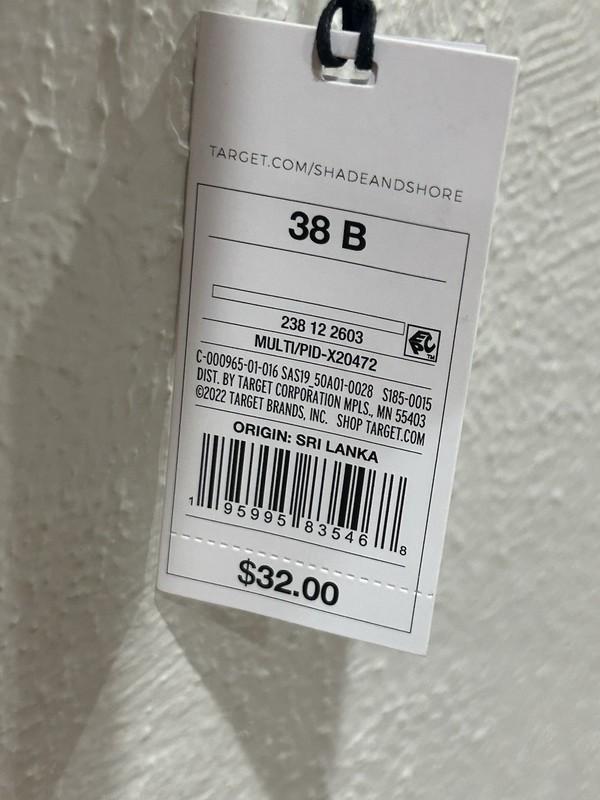 TARGET.COM/SHADEANDSHORE
38 B
238 12 2603
MULTI/PID-X20472
C-000965-01-016 SAS19_50A01-0028 S185-0015
DIST. BY TARGET CORPORATION MPLS., MN 55403
©2022 TARGET BRANDS, INC. SHOP TARGET.COM
ORIGIN: SRI LANKA
1 95995 83546 8
$32.00